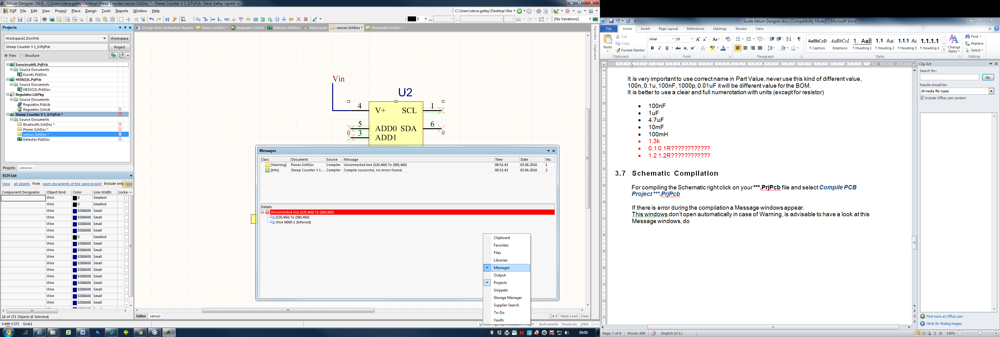 Altium Designer (16.0) - C:\Users\steve.gallay\Desktop\Sheep Counter\sensor.SchDoc * - Sheep Counter V 1_0.PrjPcb. Steve Gallay signed in.
DXP File Edit View Project Place Design Tools Reports Window Help
C:\Users\steve.gallay\Desktop\She
3
[No Variations]
Projects
Workspace1.DsnWrk Workspace
Sheep Counter V 1_0.PrjPcb Project
Files Structure
Eurocircuit4L.PrjPcb
Source Documents
Euro4L.PcbDoc
HESSO2L.PrjPcb
Source Documents
HESSO2L.PcbDoc
Regulator.LibPkg
Source Documents
Regulator.PcbLib
Regulator.SchLib
Sheep Counter V 1_0.PrjPcb *
Source Documents
Bluetooth.SchDoc *
Power.SchDoc *
sensor.SchDoc *
Detector.PcbDoc
Projects Libraries
SCH List
View all objects from open documents of the same project Include only Wire
Component Designator Object Kind Color Line Width Locked
Wire 0 Smallest
Wire 0 Smallest
Wire 8388608 Small
Wire 8388608 Small
Wire 8388608 Small
Wire 8388608 Small
Wire 0 Smallest
Wire 8388608 Small
Wire 8388608 Small
Wire 8388608 Small
Wire 8388608 Small
Wire 8388608 Small
Wire 8388608 Small
Wire 8388608 Small
Wire 8388608 Small
Wire 8388608 Small
Wire 8388608 Small
18 of 271 Objects (0 Selected)
X:499 Y:273 Grid:1
Design Rule Verification Report Power.SchDoc * Regulator.SchLib Detector.PcbDoc MyAccount sensor.SchDoc * Bluetooth.SchDoc *
Favorites
Clipboard
Vin
U2
4 V+ SCL 1
5 ADD0 SDA 6
3 ADD1
Messages
Class Document Source Message Time Date No.
[Warning] Power.SchDoc Compiler Unconnected line (320,460) To (380,460) 08:51:43 03.06.2016 1
[Info] Sheep Counter V 1... Compiler Compile successful, no errors found. 08:51:43 03.06.2016 2
Details
Unconnected line (320,460) To (380,460)
(320,460) To (380,460)
Wire N000-1 (Inferred)
Clipboard
Favorites
Files
Libraries
Messages
Output
Projects
Snippets
Storage Manager
Supplier Search
To-Do
Vaults
Editor sensor
Mask Level Clear
Instruments Shortcuts VHDL >>
09:00
Guide Altium Designer.docx [Compatibility Mode] - Microsoft Word
File Home Insert Page Layout References Mailings Review View
Paste
Cut
Copy
Format Painter
Clipboard
Arial 10
Font
Paragraph
AaBbCcD AaBbCcL 1. AaB 1.1 Aal 1.1.1 Aa 1.1.1.1
¶ Caption Emphasis ¶ Heading 1 ¶ Heading 2 ¶ Heading 3 ¶ Heading 4
Change Styles
Styles
Find
Replace
Select
Editing
It is very important to use correct name in Part Value, never use this kind of different value,
100n, 0.1u, 100nF, 1000p, 0.01uF it will be different value for the BOM.
It is better to use a clear and full numerotation with units (except for resistor)
• 100nF
• 1uF
• 4.7uF
• 10mF
• 100mH
• 1.3k
• 0.1 0.1R????????????
• 1.2 1.2R????????????
3.7 Schematic Compilation
For compiling the Schematic right click on your ***.PrjPcb file and select Compile PCB
Project ***.PrjPcb
If there is error during the compilation a Message windows appear.
This windows don't open automatically in case of Warning, is advisable to have a look at this
Message windows, do
Clip Art
Search for:
Go
Results should be:
All media file types
Include Office.com content
Find more at Office.com
Hints for finding images
Page: 7 of 9 Words: 608 English (U.S.) 140%